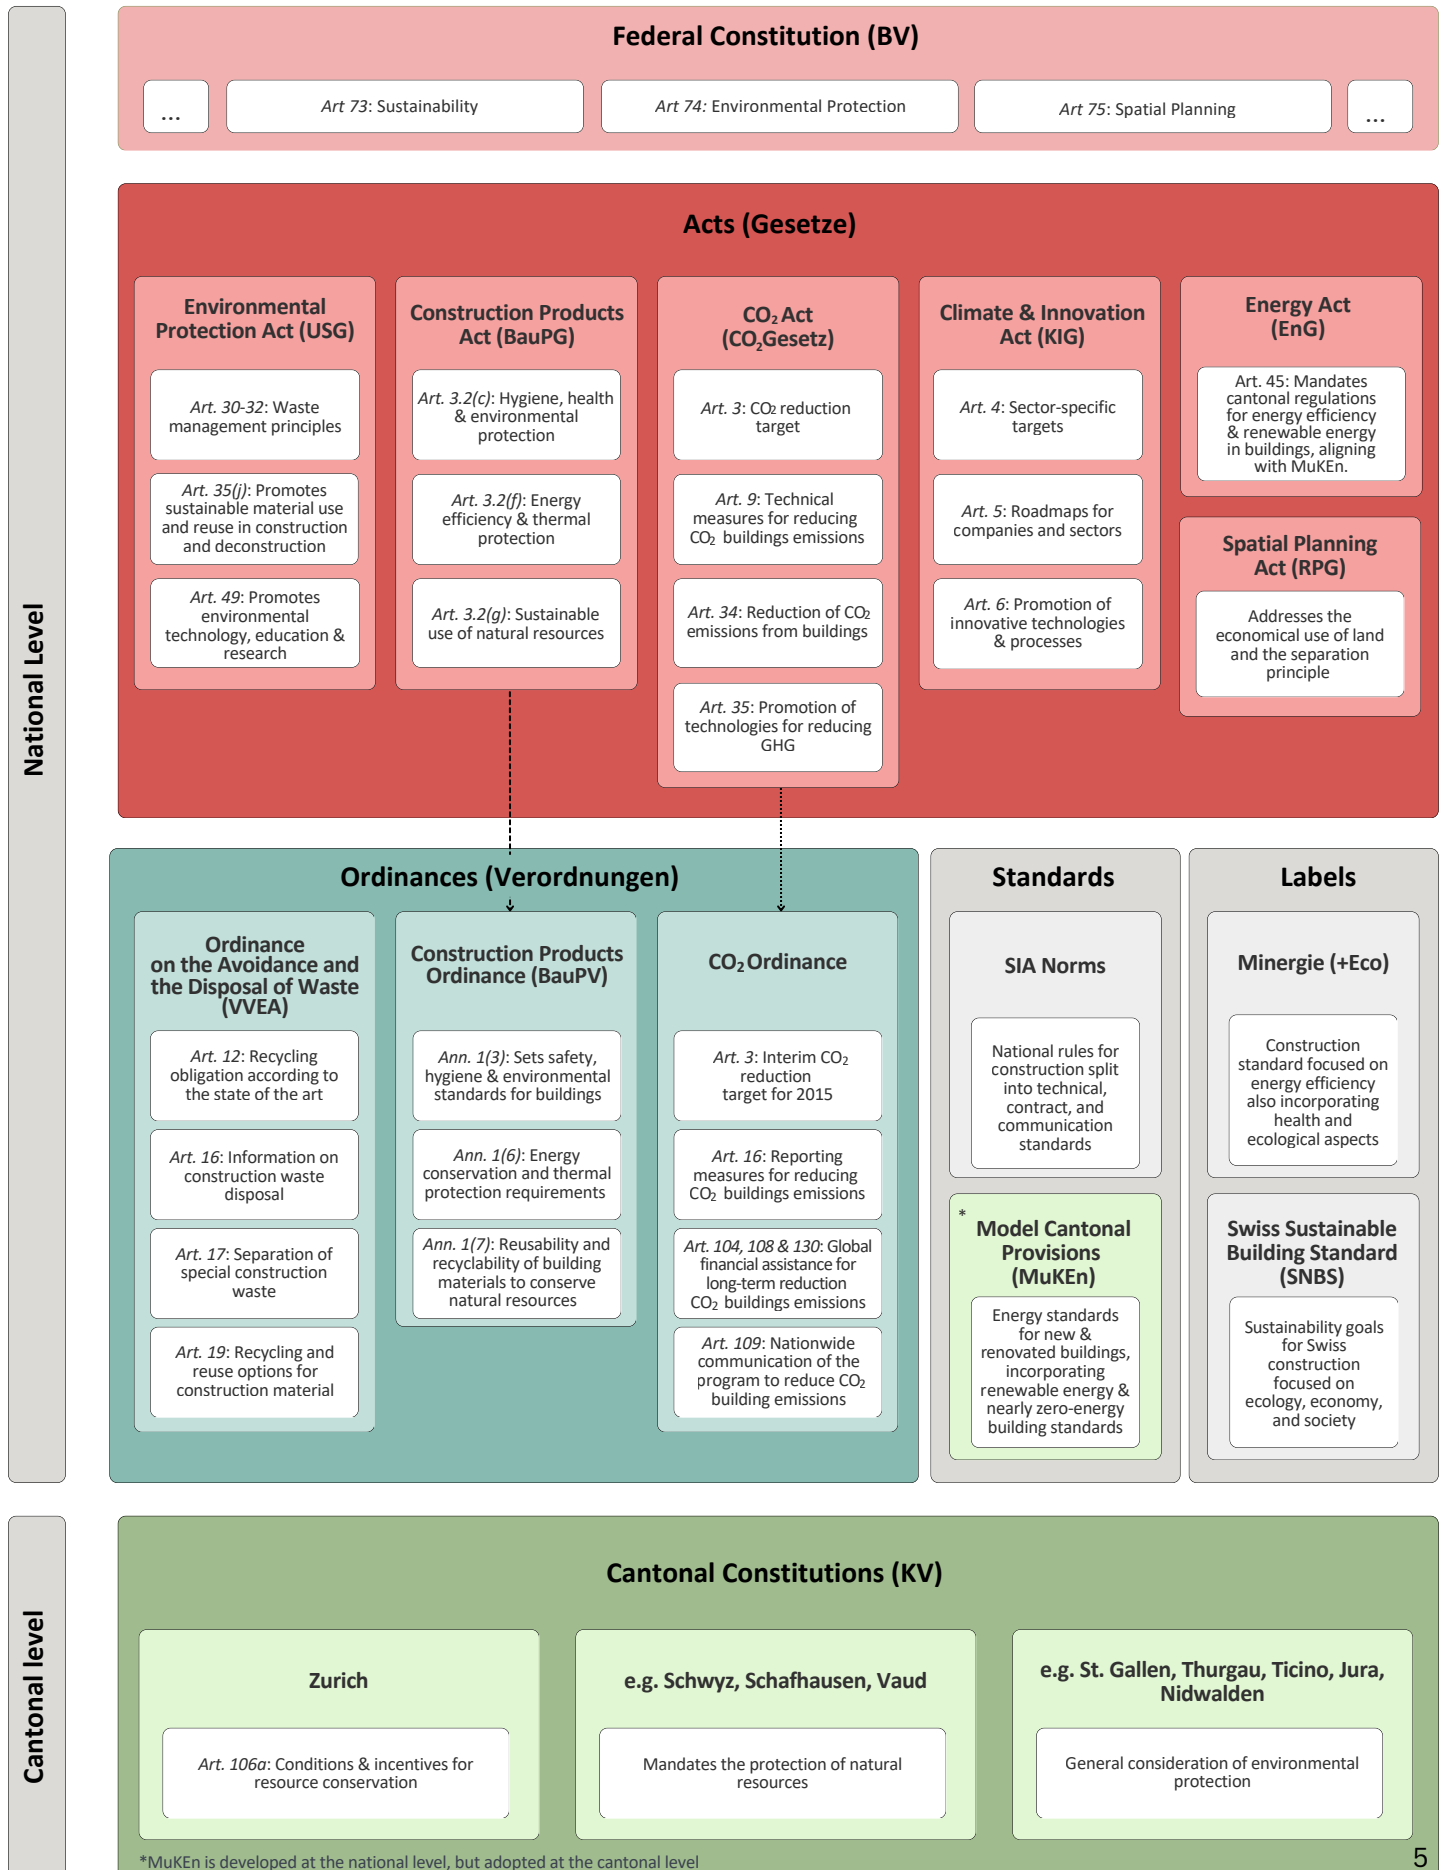 National Level
Federal Constitution (BV)
...
Art 73: Sustainability
Art 74: Environmental Protection
Art 75: Spatial Planning
...
Acts (Gesetze)
Environmental
Protection Act (USG)
Art. 30-32: Waste
management principles
Art. 35(j): Promotes
sustainable material use
and reuse in construction
and deconstruction
Art. 49: Promotes
environmental
technology, education &
research
Construction Products
Act (BauPG)
Art. 3.2(c): Hygiene, health
& environmental
protection
Art. 3.2(f): Energy
efficiency & thermal
protection
Art. 3.2(g): Sustainable
use of natural resources
CO₂ Act
(CO₂Gesetz)
Art. 3: CO₂ reduction
target
Art. 9: Technical
measures for reducing
CO₂ buildings emissions
Art. 34: Reduction of CO₂
emissions from buildings
Art. 35: Promotion of
technologies for reducing
GHG
Climate & Innovation
Act (KIG)
Art. 4: Sector-specific
targets
Art. 5: Roadmaps for
companies and sectors
Art. 6: Promotion of
innovative technologies
& processes
Energy Act
(EnG)
Art. 45: Mandates
cantonal regulations
for energy efficiency
& renewable energy
in buildings, aligning
with MuKEn.
Spatial Planning
Act (RPG)
Addresses the
economical use of land
and the separation
principle
Ordinances (Verordnungen)
Ordinance
on the Avoidance and
the Disposal of Waste
(VVEA)
Art. 12: Recycling
obligation according to
the state of the art
Art. 16: Information on
construction waste
disposal
Art. 17: Separation of
special construction
waste
Art. 19: Recycling and
reuse options for
construction material
Construction Products
Ordinance (BauPV)
Ann. 1(3): Sets safety,
hygiene & environmental
standards for buildings
Ann. 1(6): Energy
conservation and thermal
protection requirements
Ann. 1(7): Reusability and
recyclability of building
materials to conserve
natural resources
CO₂ Ordinance
Art. 3: Interim CO₂
reduction
target for 2015
Art. 16: Reporting
measures for reducing
CO₂ buildings emissions
Art. 104, 108 & 130: Global
financial assistance for
long-term reduction
CO₂ buildings emissions
Art. 109: Nationwide
communication of the
program to reduce CO₂
building emissions
Standards
SIA Norms
National rules for
construction split
into technical,
contract, and
communication
standards
*
Model Cantonal
Provisions
(MuKEn)
Energy standards
for new &
renovated buildings,
incorporating
renewable energy &
nearly zero-energy
building standards
Labels
Minergie (+Eco)
Construction
standard focused on
energy efficiency
also incorporating
health and
ecological aspects
Swiss Sustainable
Building Standard
(SNBS)
Sustainability goals
for Swiss
construction
focused on
ecology, economy,
and society
Cantonal level
Cantonal Constitutions (KV)
Zurich
Art. 106a: Conditions & incentives for
resource conservation
e.g. Schwyz, Schafhausen, Vaud
Mandates the protection of natural
resources
e.g. St. Gallen, Thurgau, Ticino, Jura,
Nidwalden
General consideration of environmental
protection
*MuKEn is developed at the national level, but adopted at the cantonal level
5